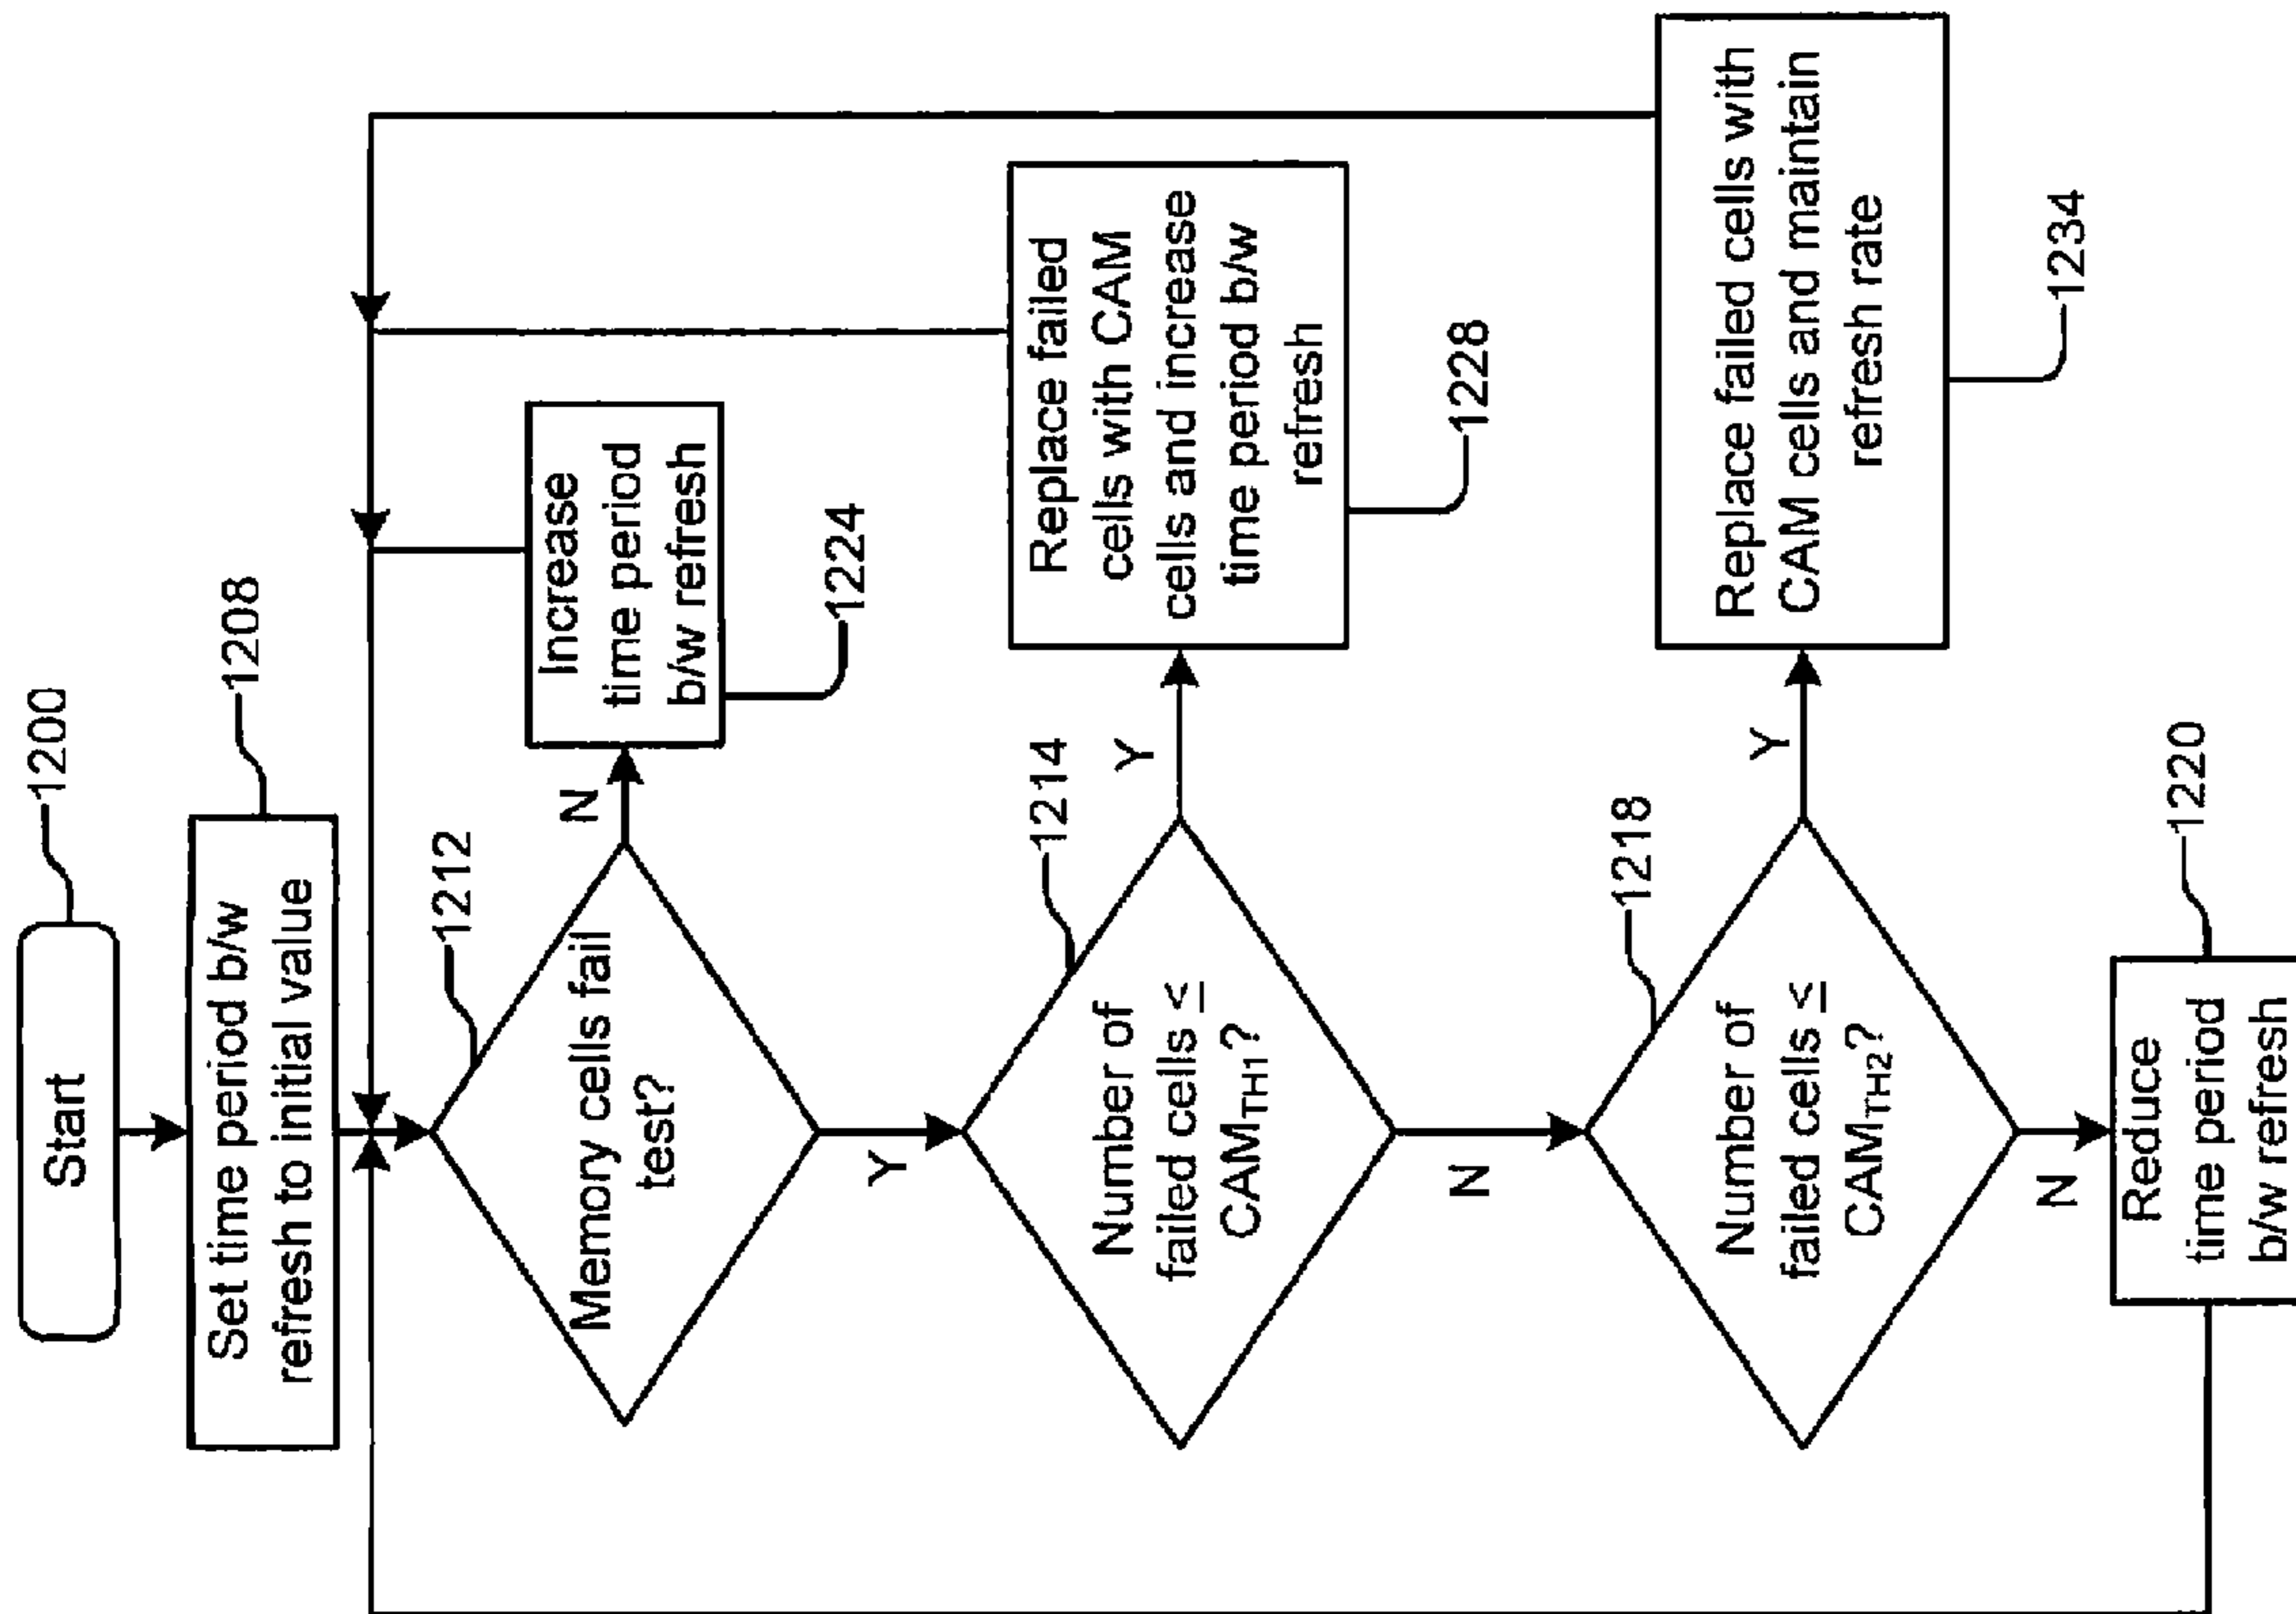 Start
1200
Set time period b/w
refresh to initial value
1208
Memory cells fail
test?
1212
N
Increase
time period
b/w refresh
1224
Y
Number of
failed cells ≤
CAMTH1?
1214
Y
Replace failed
cells with CAM
cells and increase
time period b/w
refresh
1228
N
Number of
failed cells ≤
CAMTH2?
1218
Y
Replace failed cells with
CAM cells and maintain
refresh rate
1234
N
Reduce
time period
b/w refresh
1220